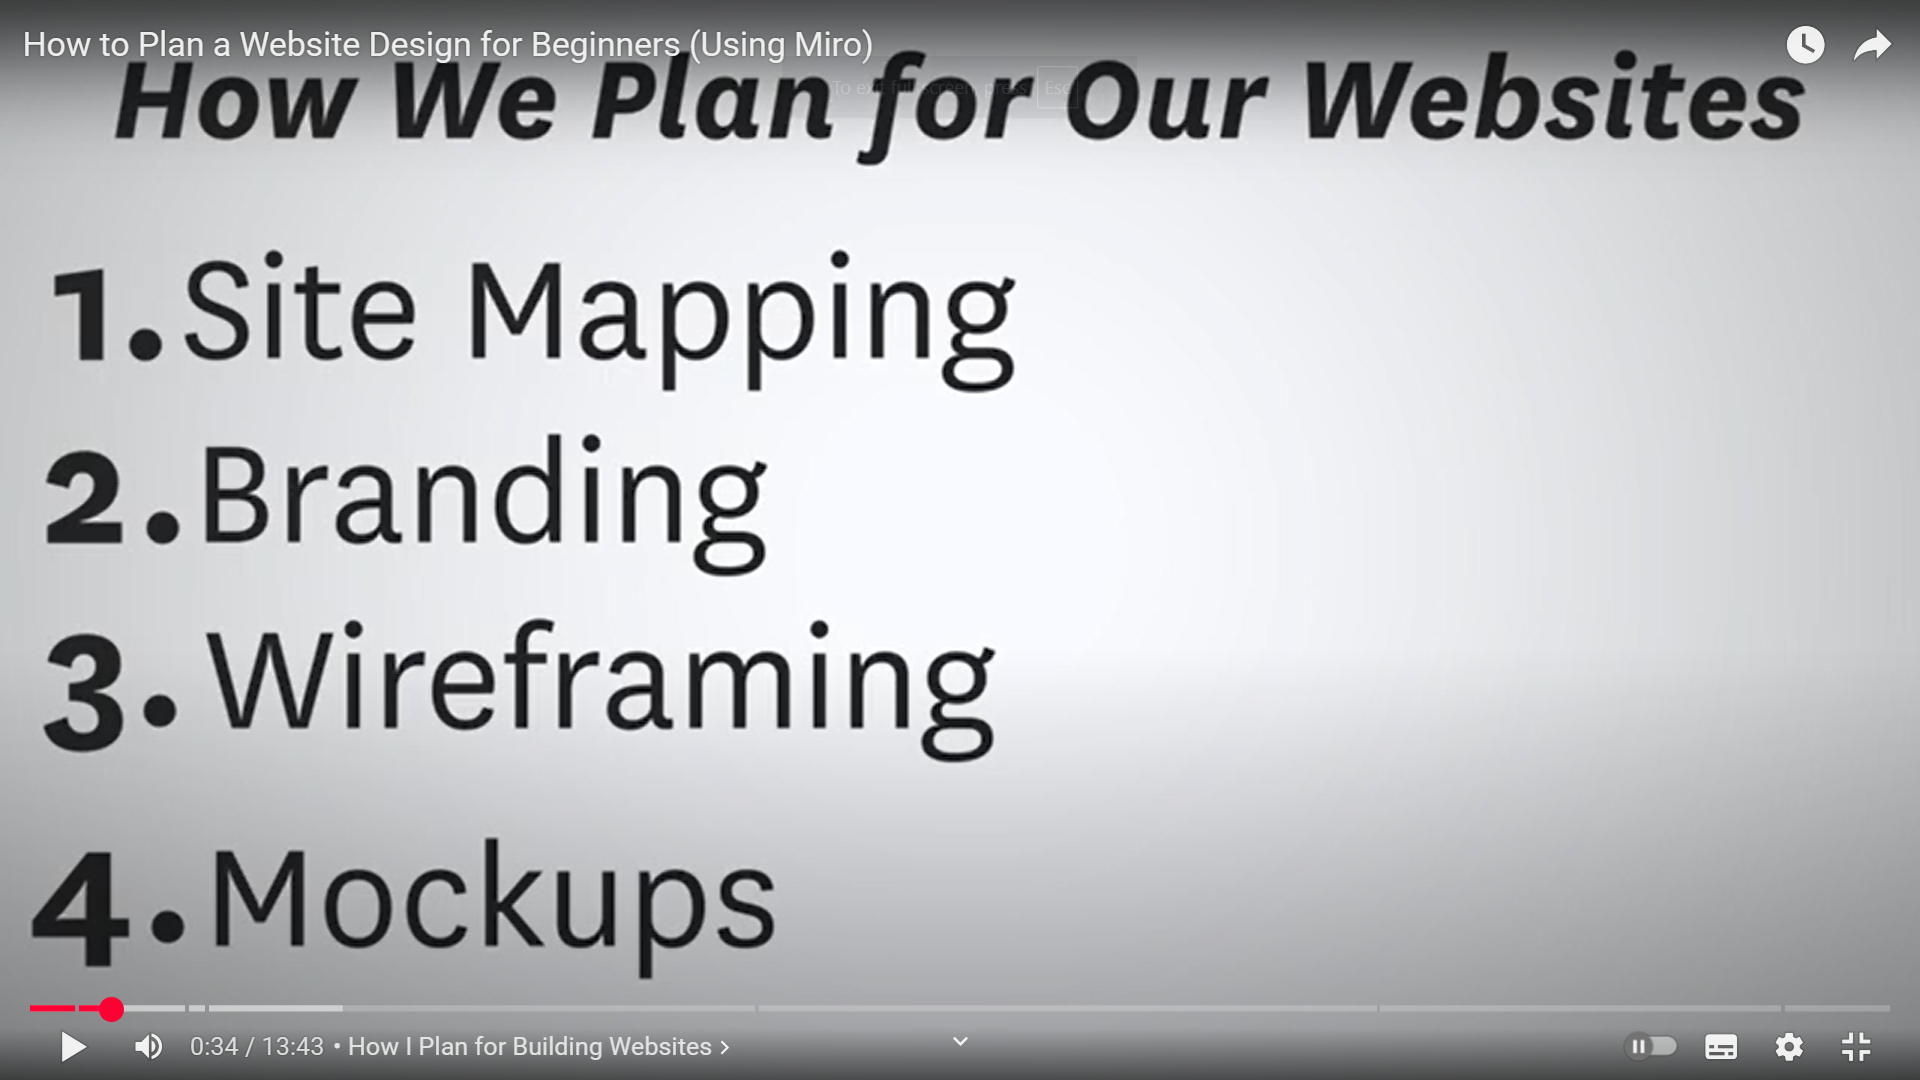 How to Plan a Website Design for Beginners (Using Miro)
To exit full screen, press Esc
How We Plan for Our Websites
1. Site Mapping
2. Branding
3. Wireframing
4. Mockups
0:34 / 13:43 • How I Plan for Building Websites